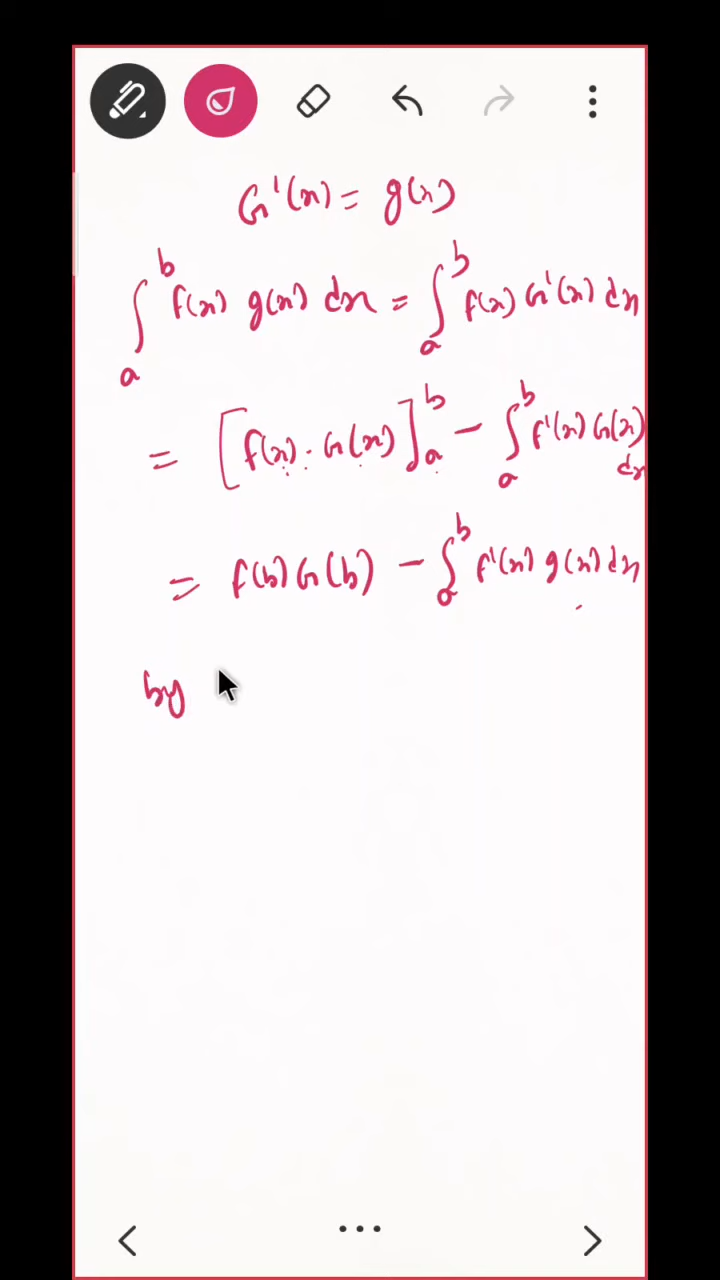 G'(x) = g(x)
∫_a^b f(x) g(x) dx = ∫_a^b f(x) G'(x) dx
= [f(x) · G(x)]_a^b - ∫_a^b f'(x) G(x) dx
= f(b) G(b) - ∫_a^b f'(x) g(x) dx
by